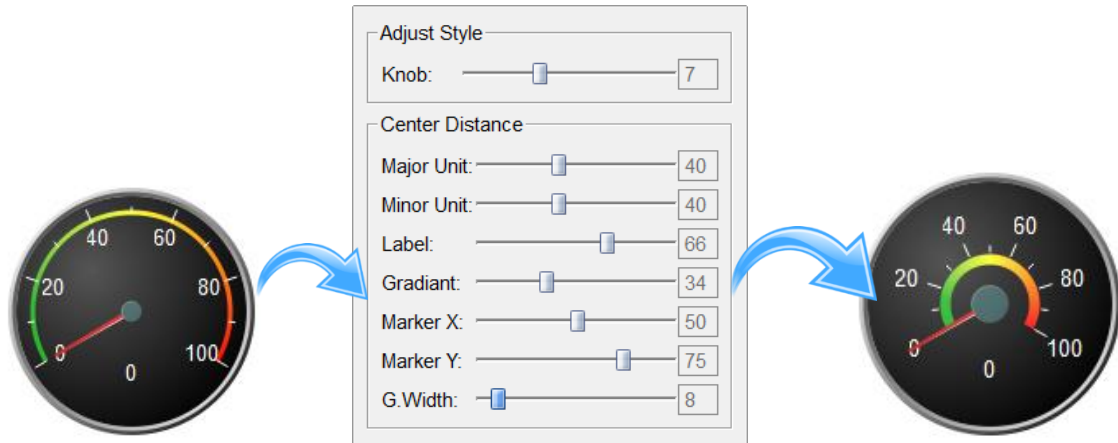 Adjust Style
Knob: 7
Center Distance
Major Unit: 40
Minor Unit: 40
Label: 66
Gradiant: 34
Marker X: 50
Marker Y: 75
G.Width: 8
40 60
20 80
0 100
0
40 60
20 80
0 100
0